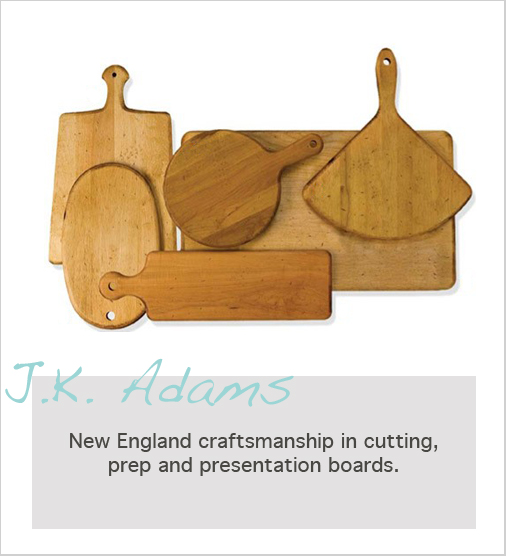 J.K. Adams
New England craftsmanship in cutting,
prep and presentation boards.